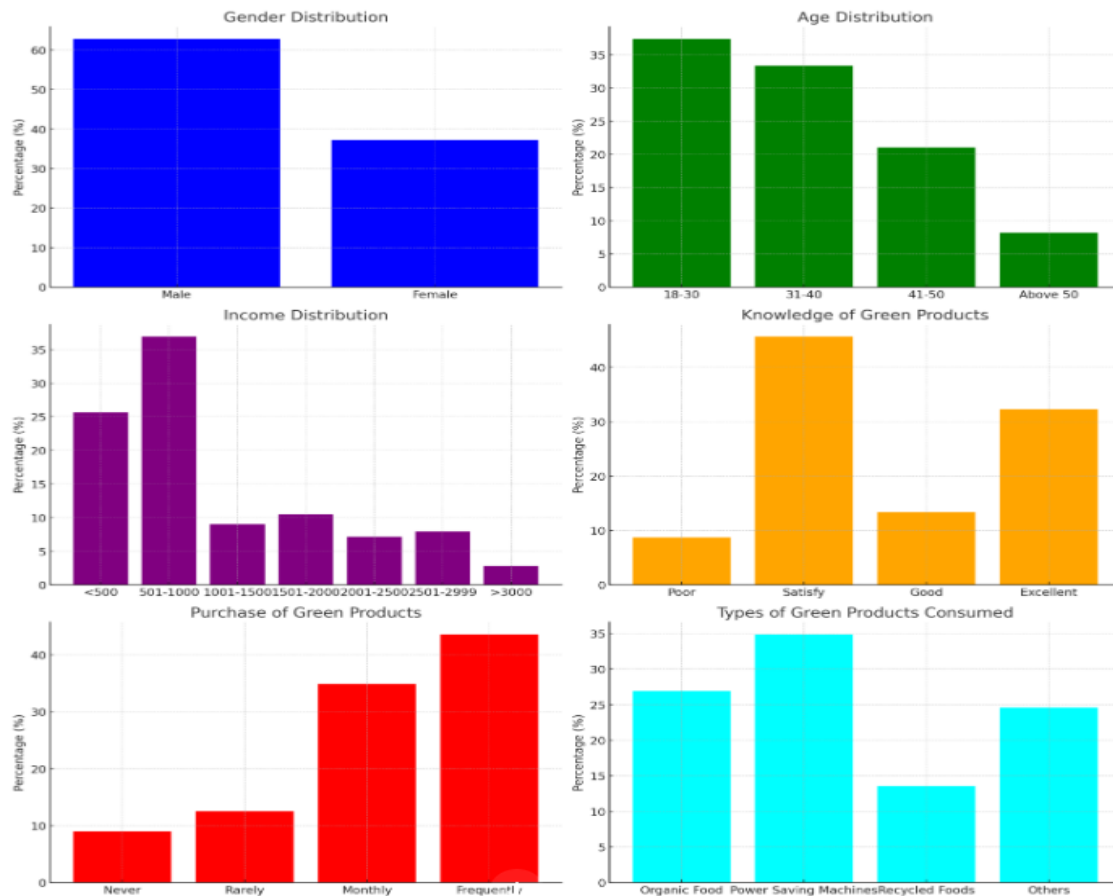 Gender Distribution
Percentage (%)
60
50
40
30
20
10
0
Male Female
Age Distribution
Percentage (%)
35
30
25
20
15
10
5
0
18-30 31-40 41-50 Above 50
Income Distribution
Percentage (%)
35
30
25
20
15
10
5
0
<500 501-1000 1001-1500 1501-2000 2001-2500 2501-2999 >3000
Knowledge of Green Products
Percentage (%)
40
30
20
10
0
Poor Satisfy Good Excellent
Purchase of Green Products
Percentage (%)
40
30
20
10
0
Never Rarely Monthly Frequently
Types of Green Products Consumed
Percentage (%)
35
30
25
20
15
10
5
0
Organic Food Power Saving Machines Recycled Foods Others